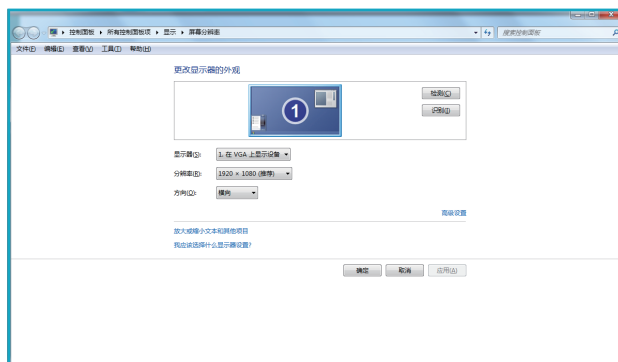 控制面板 ▸ 所有控制面板项 ▸ 显示 ▸ 屏幕分辨率
搜索控制面板
文件(F) 编辑(E) 查看(V) 工具(T) 帮助(H)
更改显示器的外观
1
检测(C)
识别(I)
显示器(S): 1. 在 VGA 上显示设备
分辨率(R): 1920 × 1080 (推荐)
方向(O): 横向
高级设置
放大或缩小文本和其他项目
我应该选择什么显示器设置?
确定 取消 应用(A)